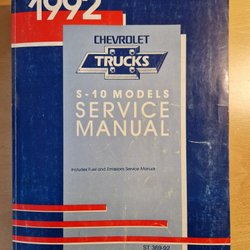 1992
CHEVROLET
TRUCKS
S-10 MODELS
SERVICE
MANUAL
Includes Fuel and Emissions Service Manual
ST 369-92